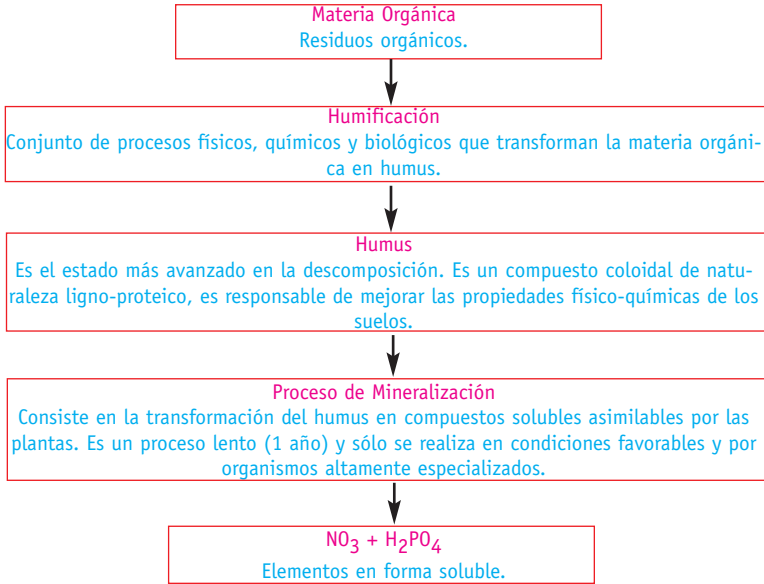 Materia Orgánica
Residuos orgánicos.
Humificación
Conjunto de procesos físicos, químicos y biológicos que transforman la materia orgáni-
ca en humus.
Humus
Es el estado más avanzado en la descomposición. Es un compuesto coloidal de natu-
raleza ligno-proteico, es responsable de mejorar las propiedades físico-químicas de los
suelos.
Proceso de Mineralización
Consiste en la transformación del humus en compuestos solubles asimilables por las
plantas. Es un proceso lento (1 año) y sólo se realiza en condiciones favorables y por
organismos altamente especializados.
NO₃ + H₂PO₄
Elementos en forma soluble.